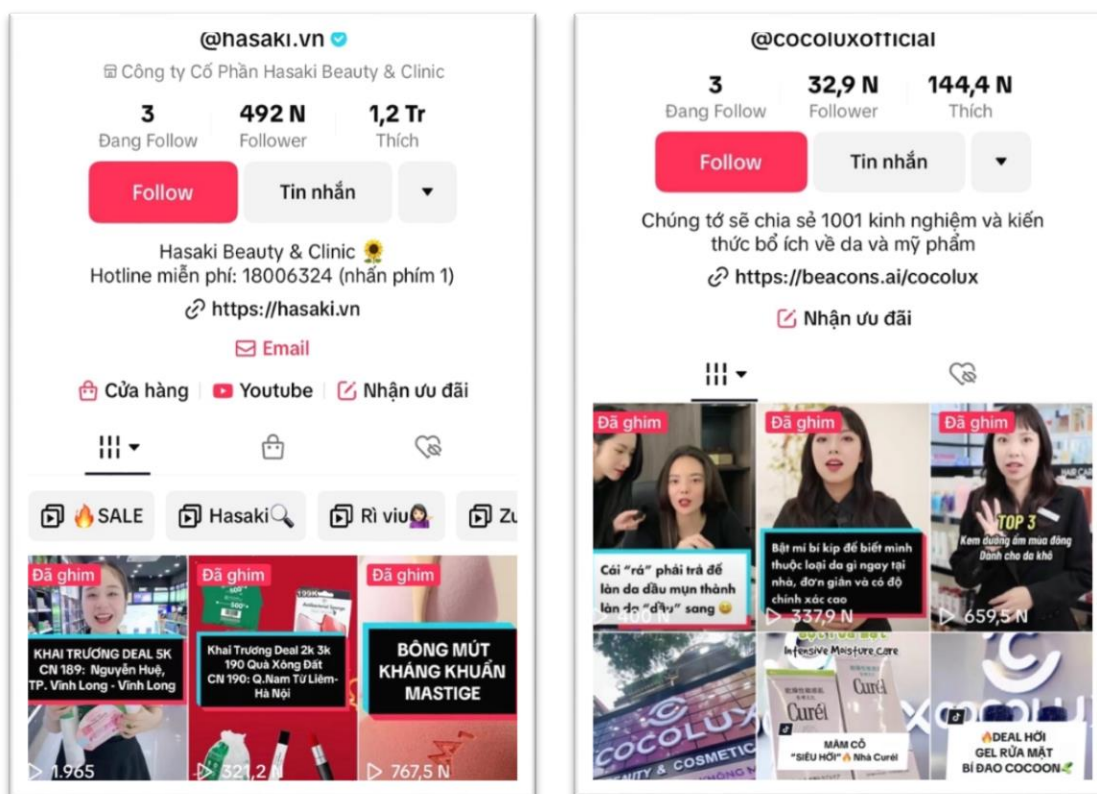 @hasaki.vn
Công ty Cổ Phần Hasaki Beauty & Clinic
3
492 N
1,2 Tr
Đang Follow
Follower
Thích
Follow
Tin nhắn
Hasaki Beauty & Clinic
Hotline miễn phí: 18006324 (nhấn phím 1)
https://hasaki.vn
Email
Cửa hàng
Youtube
Nhận ưu đãi
SALE
Hasaki
Rì viu
Zu
Đã ghim
Đã ghim
Đã ghim
KHAI TRƯƠNG DEAL 5K
CN 189: Nguyễn Huệ,
TP. Vĩnh Long - Vĩnh Long
Khai Trương Deal 2k 3k
190 Quà Xông Đất
CN 190: Q.Nam Từ Liêm-
Hà Nội
BÔNG MÚT
KHÁNG KHUẨN
MASTIGE
1.965
321,2 N
767,5 N
@cocoluxofficial
3
32,9 N
144,4 N
Đang Follow
Follower
Thích
Follow
Tin nhắn
Chúng tớ sẽ chia sẻ 1001 kinh nghiệm và kiến
thức bổ ích về da và mỹ phẩm
https://beacons.ai/cocolux
Nhận ưu đãi
Đã ghim
Đã ghim
Đã ghim
Cái “rá” phải trả để
làn da dầu mụn thành
làn da “dầu” sang
400 N
Bật mí bí kíp để biết mình
thuộc loại da gì ngay tại
nhà, đơn giản và có độ
chính xác cao
337,9 N
TOP 3
Kem dưỡng ẩm mùa đông
Dành cho da khô
659,5 N
COCOLUX
BEAUTY & COSMETIC
Intensive Moisture care
Curél
Curél
MÂM CỖ
“SIÊU HỜI” Nhà Curél
DEAL HỜI
GEL RỬA MẶT
BÍ ĐAO COCOON